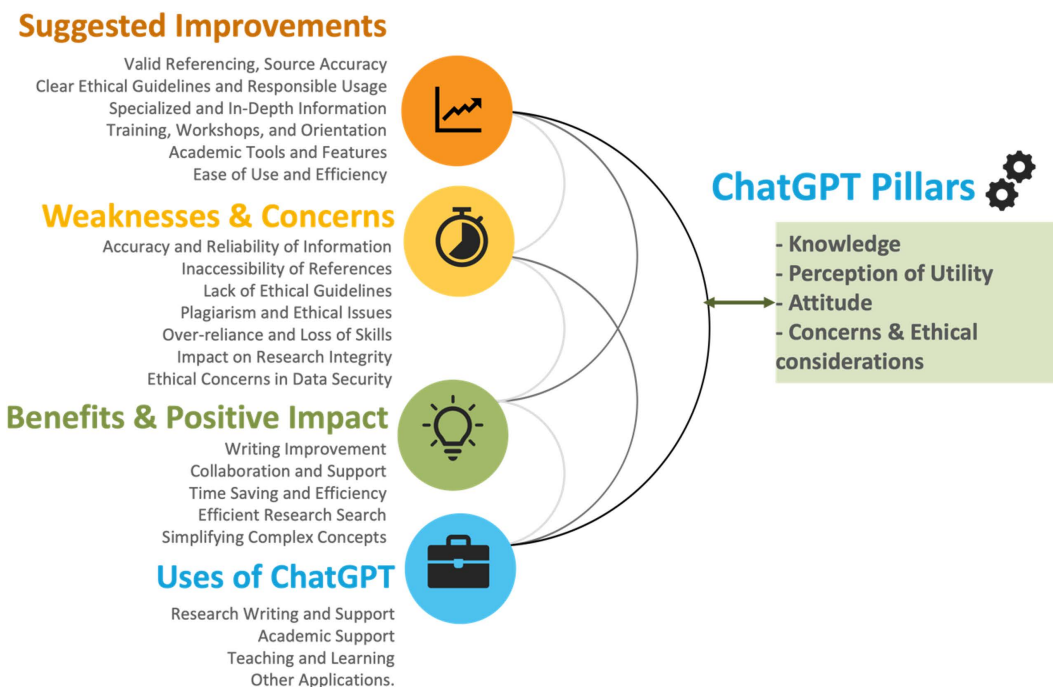 Suggested Improvements
Valid Referencing, Source Accuracy
Clear Ethical Guidelines and Responsible Usage
Specialized and In-Depth Information
Training, Workshops, and Orientation
Academic Tools and Features
Ease of Use and Efficiency
Weaknesses & Concerns
Accuracy and Reliability of Information
Inaccessibility of References
Lack of Ethical Guidelines
Plagiarism and Ethical Issues
Over-reliance and Loss of Skills
Impact on Research Integrity
Ethical Concerns in Data Security
Benefits & Positive Impact
Writing Improvement
Collaboration and Support
Time Saving and Efficiency
Efficient Research Search
Simplifying Complex Concepts
Uses of ChatGPT
Research Writing and Support
Academic Support
Teaching and Learning
Other Applications.
ChatGPT Pillars
- Knowledge
- Perception of Utility
- Attitude
- Concerns & Ethical
considerations